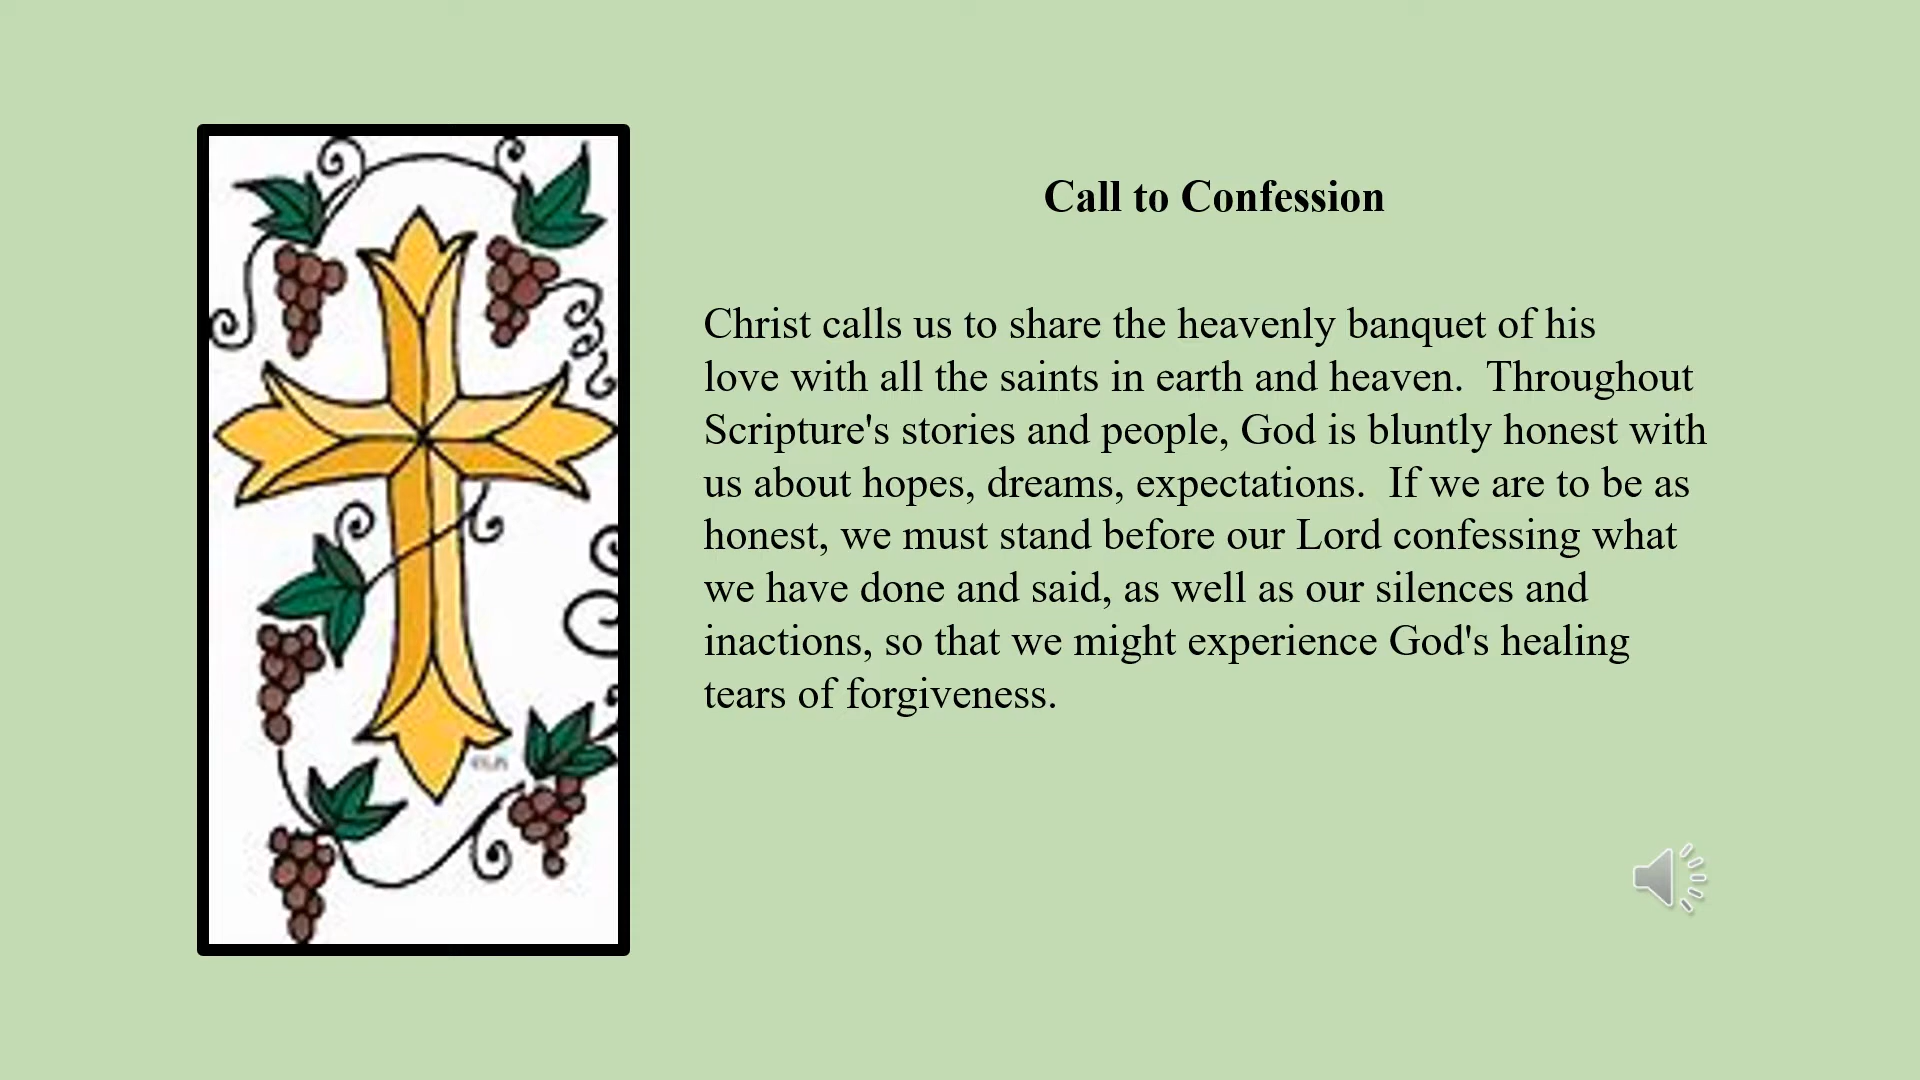 Call to Confession
Christ calls us to share the heavenly banquet of his
love with all the saints in earth and heaven.  Throughout
Scripture's stories and people, God is bluntly honest with
us about hopes, dreams, expectations.  If we are to be as
honest, we must stand before our Lord confessing what
we have done and said, as well as our silences and
inactions, so that we might experience God's healing
tears of forgiveness.